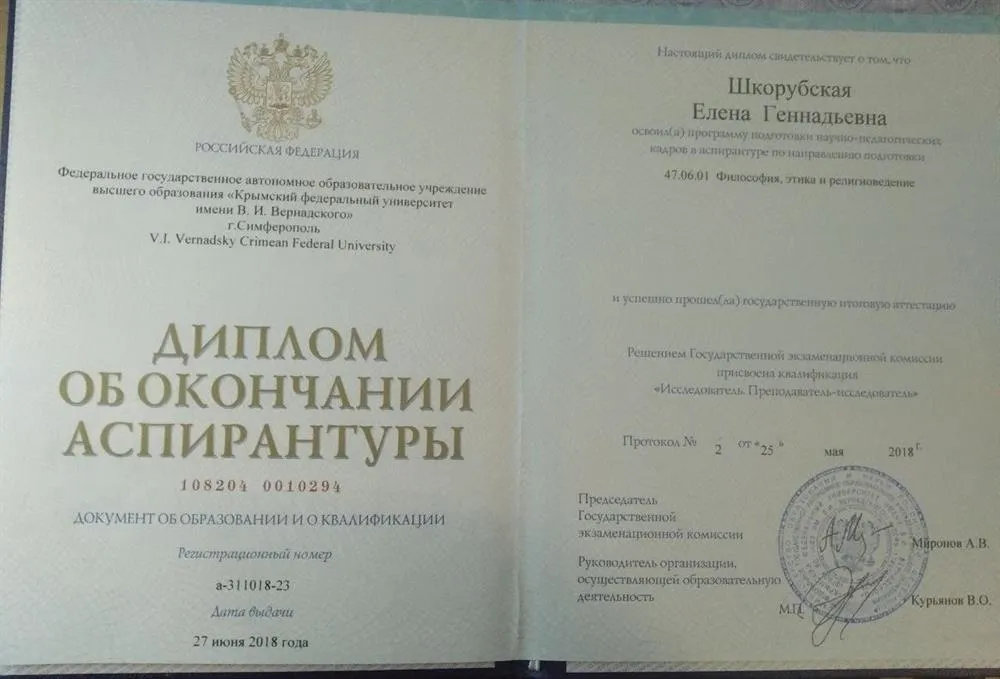 РОССИЙСКАЯ ФЕДЕРАЦИЯ
Федеральное государственное автономное образовательное учреждение
высшего образования «Крымский федеральный университет
имени В. И. Вернадского»
г.Симферополь
V.I. Vernadsky Crimean Federal University
ДИПЛОМ
ОБ ОКОНЧАНИИ
АСПИРАНТУРЫ
108204 0010294
ДОКУМЕНТ ОБ ОБРАЗОВАНИИ И О КВАЛИФИКАЦИИ
Регистрационный номер
а-311018-23
Дата выдачи
27 июня 2018 года
Настоящий диплом свидетельствует о том, что
Шкорубская
Елена Геннадьевна
освоил(а) программу подготовки научно-педагогических
кадров в аспирантуре по направлению подготовки
47.06.01 Философия, этика и религиоведение
и успешно прошел(ла) государственную итоговую аттестацию
Решением Государственной экзаменационной комиссии
присвоена квалификация
«Исследователь. Преподаватель-исследователь»
Протокол № 2 от «25 » мая 2018 г.
Председатель
Государственной
экзаменационной комиссии
Миронов А.В.
Руководитель организации,
осуществляющей образовательную
деятельность
Курьянов В.О.
М.П.